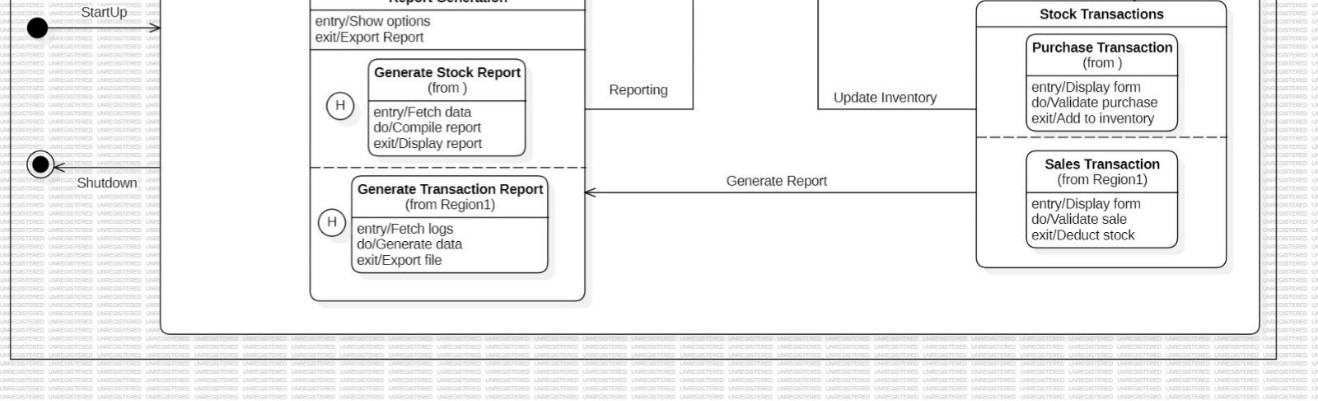 StartUp
Shutdown
Report Generation
entry/Show options
exit/Export Report
H
Generate Stock Report
(from )
entry/Fetch data
do/Compile report
exit/Display report
H
Generate Transaction Report
(from Region1)
entry/Fetch logs
do/Generate data
exit/Export file
Reporting
Update Inventory
Generate Report
Stock Transactions
Purchase Transaction
(from )
entry/Display form
do/Validate purchase
exit/Add to inventory
Sales Transaction
(from Region1)
entry/Display form
do/Validate sale
exit/Deduct stock
UNREGISTERED